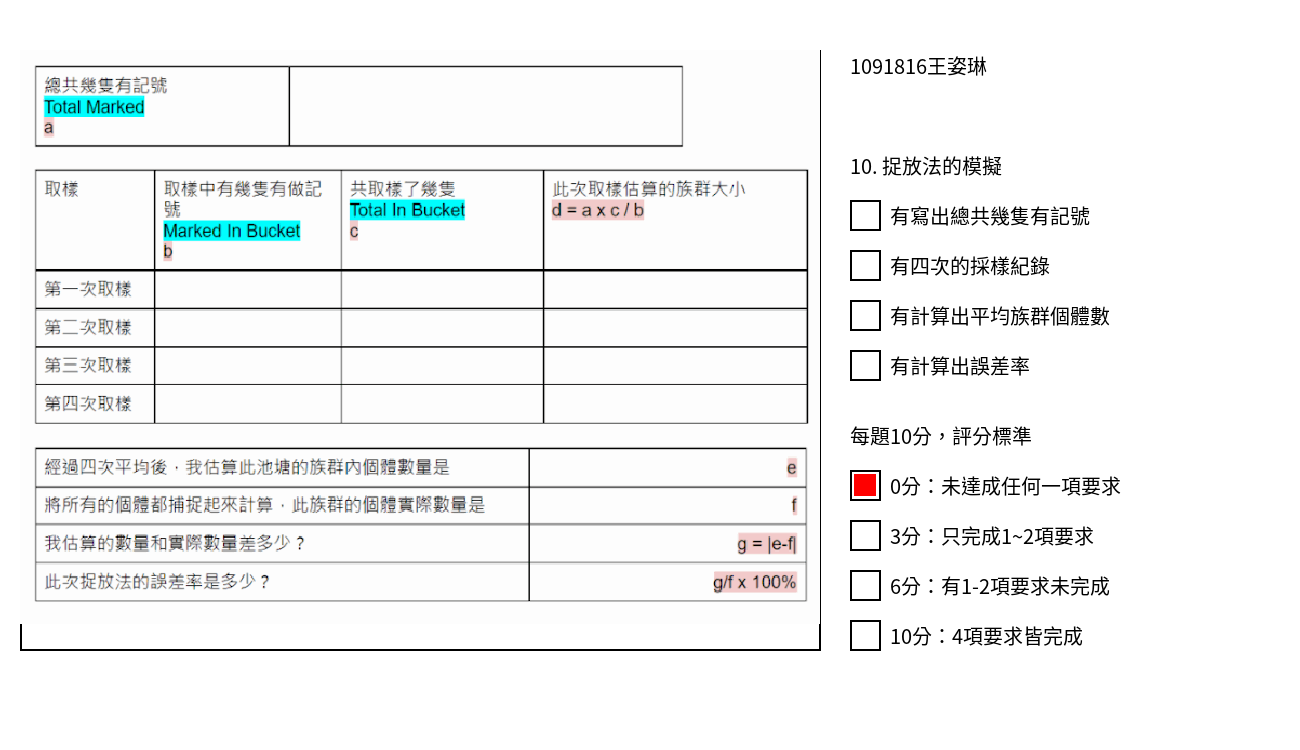 總共幾隻有記號
Total Marked
a
取樣
取樣中有幾隻有做記
號
Marked In Bucket
b
共取樣了幾隻
Total In Bucket
c
此次取樣估算的族群大小
d = a x c / b
第一次取樣
第二次取樣
第三次取樣
第四次取樣
經過四次平均後，我估算此池塘的族群內個體數量是
e
將所有的個體都捕捉起來計算，此族群的個體實際數量是
f
我估算的數量和實際數量差多少？
g = |e-f|
此次捉放法的誤差率是多少？
g/f x 100%
1091816王姿琳
10. 捉放法的模擬
有寫出總共幾隻有記號
有四次的採樣紀錄
有計算出平均族群個體數
有計算出誤差率
每題10分，評分標準
0分：未達成任何一項要求
3分：只完成1~2項要求
6分：有1-2項要求未完成
10分：4項要求皆完成